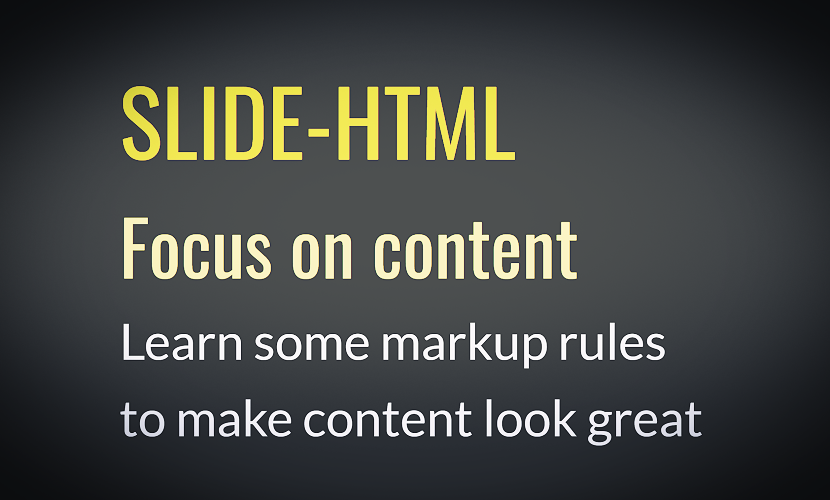 SLIDE-HTML
Focus on content
Learn some markup rules
to make content look great